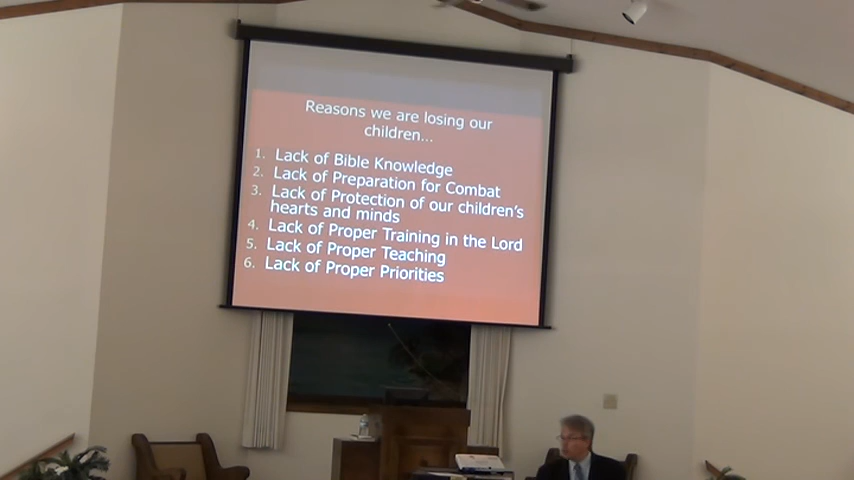 Reasons we are losing our
children...
1. Lack of Bible Knowledge
2. Lack of Preparation for Combat
3. Lack of Protection of our children's
hearts and minds
4. Lack of Proper Training in the Lord
5. Lack of Proper Teaching
6. Lack of Proper Priorities